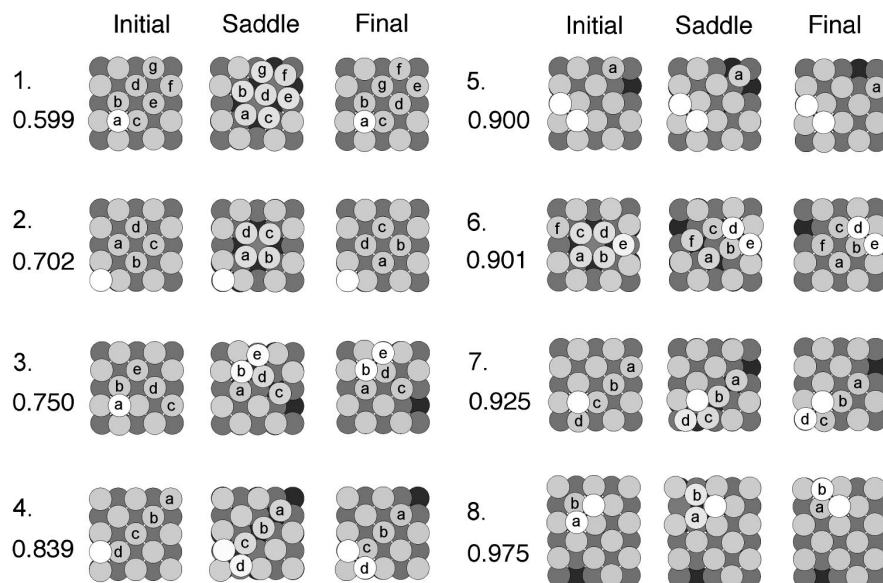 Initial Saddle Final Initial Saddle Final
1.
0.599
g
d f
b e
a c
g f
b d e
a c
f
g
b d
a c
2.
0.702
d
a c
b
d c
a b
c
d b
a
3.
0.750
e
b d
a c
e
b d
a c
e
b d
a c
4.
0.839
a
b
c
d
a
b
c
d
a
b
c
d
5.
0.900
a
a
a
6.
0.901
f c d
e
a b
c d
f b e
a
c d
f b e
a
7.
0.925
a
b
c
d
a
b
d c
a
b
d c
8.
0.975
b
a
b
a
b
a